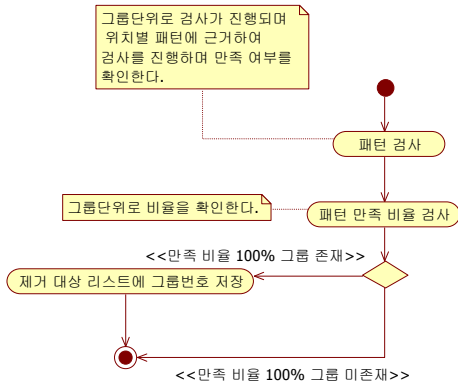 그룹단위로 검사가 진행되며
위치별 패턴에 근거하여
검사를 진행하며 만족 여부를
확인한다.
패턴 검사
그룹단위로 비율을 확인한다.
패턴 만족 비율 검사
<<만족 비율 100% 그룹 존재>>
제거 대상 리스트에 그룹번호 저장
<<만족 비율 100% 그룹 미존재>>